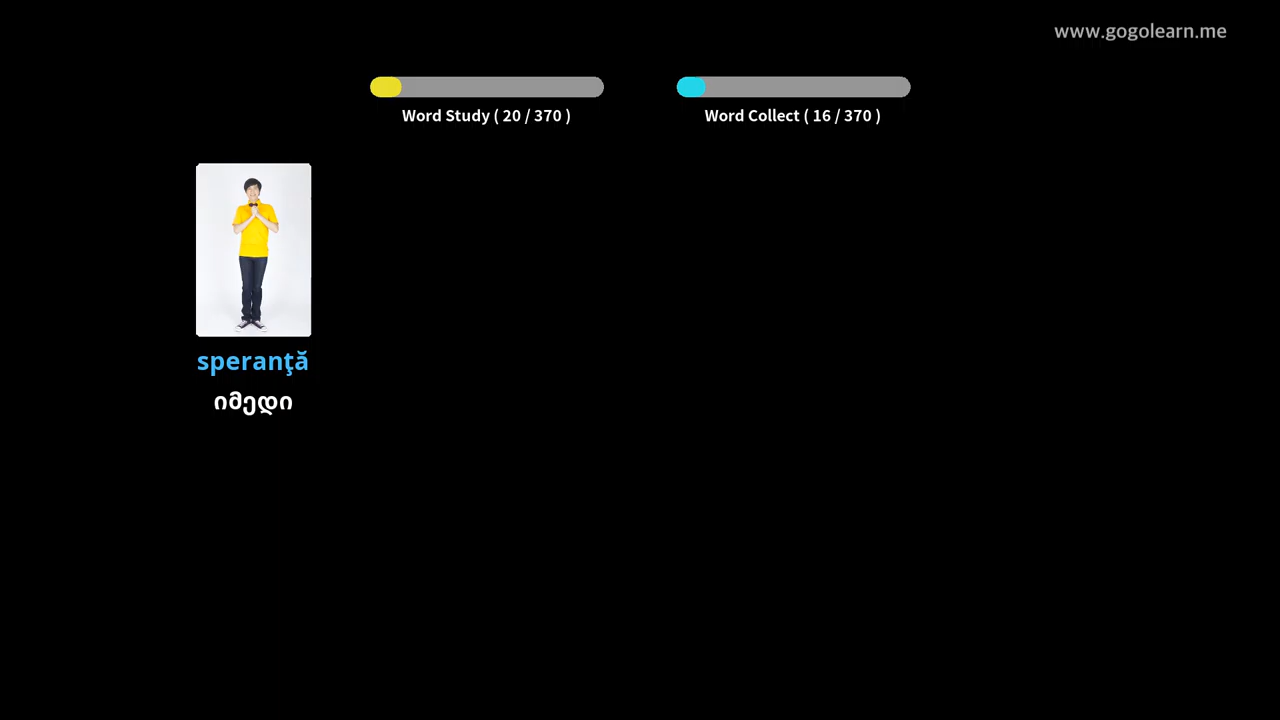 www.gogolearn.me
Word Study ( 20 / 370 )
Word Collect ( 16 / 370 )
speranţă
იმედი